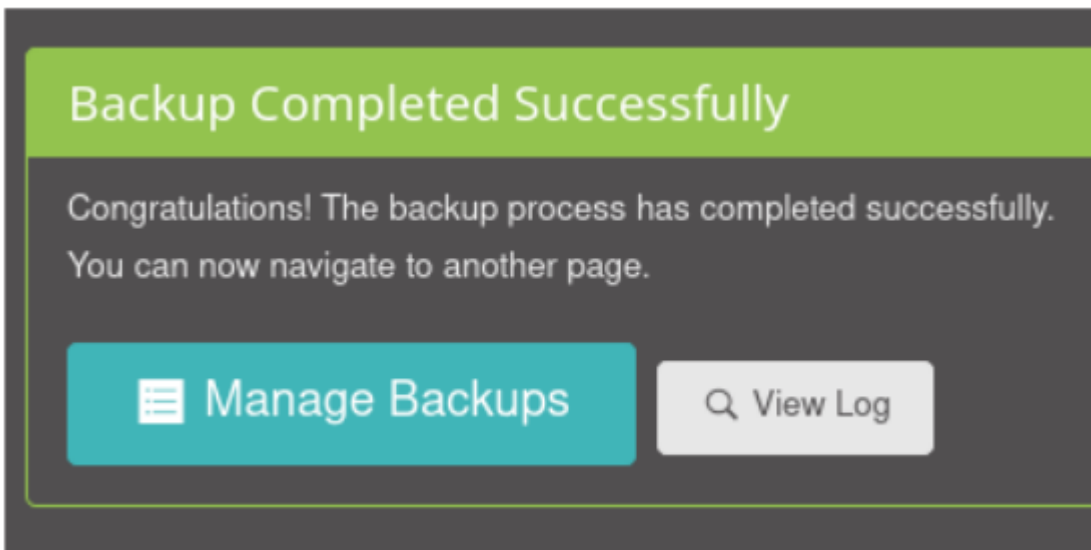 Backup Completed Successfully
Congratulations! The backup process has completed successfully.
You can now navigate to another page.
Manage Backups
View Log